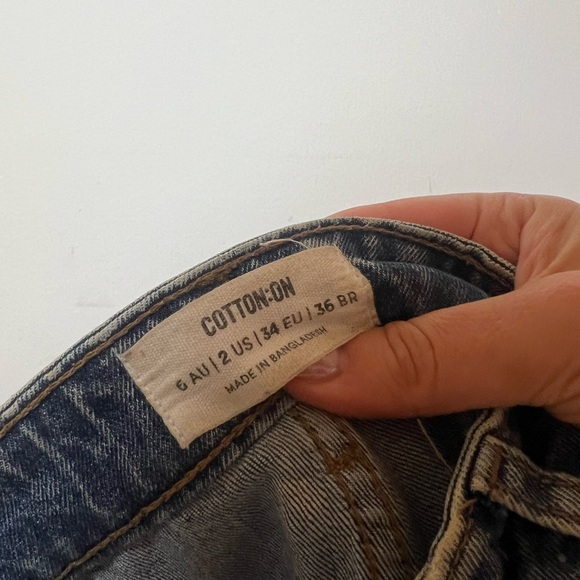 COTTON:ON
6 AU | 2 US | 34 EU | 36 BR
MADE IN BANGLADESH